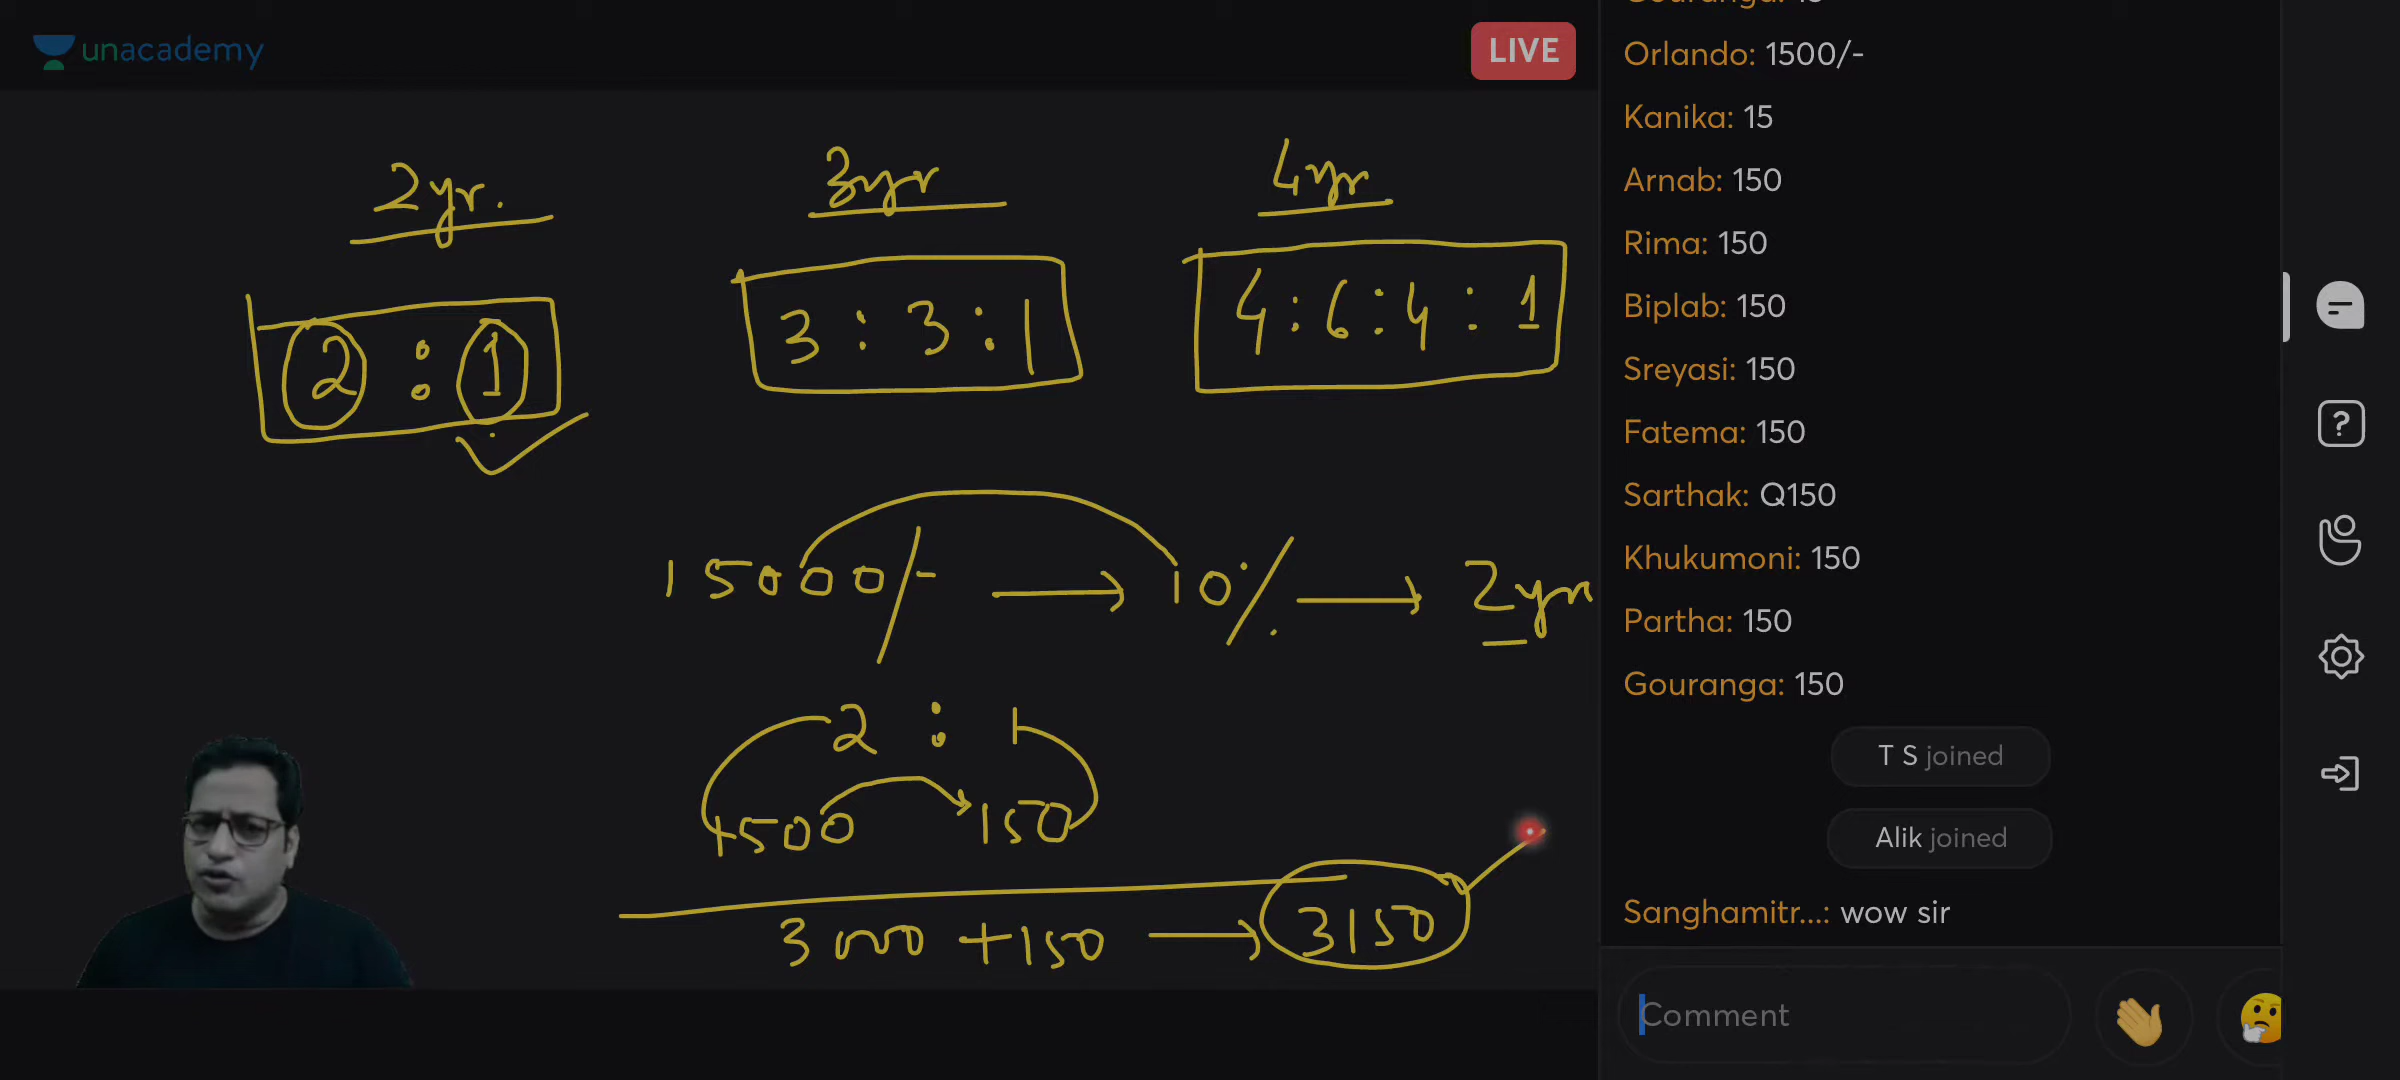 unacademy
LIVE
2yr.
3yr
4yr
2 : 1
3 : 3 : 1
4 : 6 : 4 : 1
15000/- → 10% → 2yr
2 : 1
1500 150
3000 + 150 → 3150
Orlando: 1500/-
Kanika: 15
Arnab: 150
Rima: 150
Biplab: 150
Sreyasi: 150
Fatema: 150
Sarthak: Q150
Khukumoni: 150
Partha: 150
Gouranga: 150
T S joined
Alik joined
Sanghamitr...: wow sir
Comment